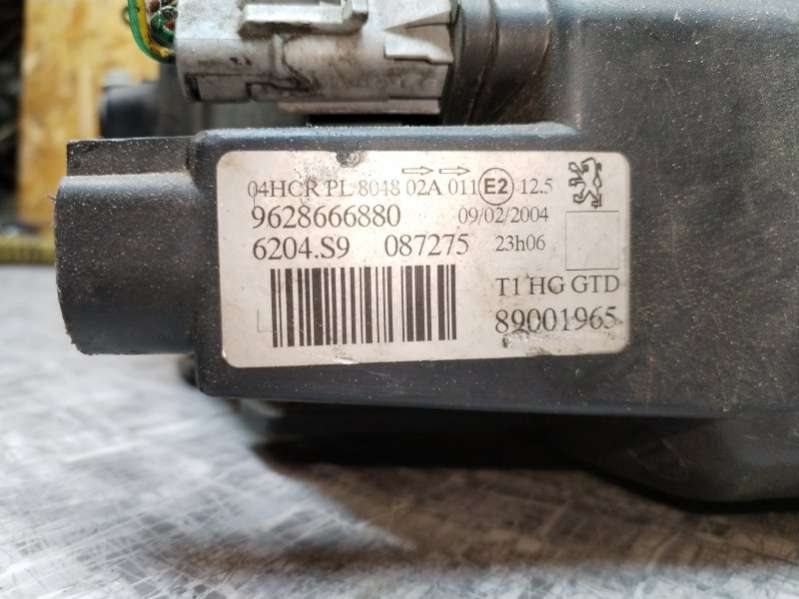 04HCR PL 8048 02A 011 E2 12.5
9628666880 09/02/2004
6204.S9 087275 23h06
T1 HG GTD
89001965